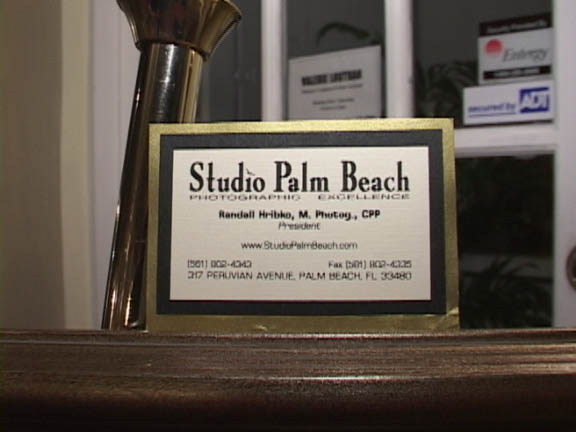 Studio Palm Beach
PHOTOGRAPHIC EXCELLENCE
Randall Hribko, M. Photog., CPP
President
www.StudioPalmBeach.com
(561) 802-4343 Fax (561) 802-4335
317 PERUVIAN AVENUE, PALM BEACH, FL 33480
Entergy
secured by ADT